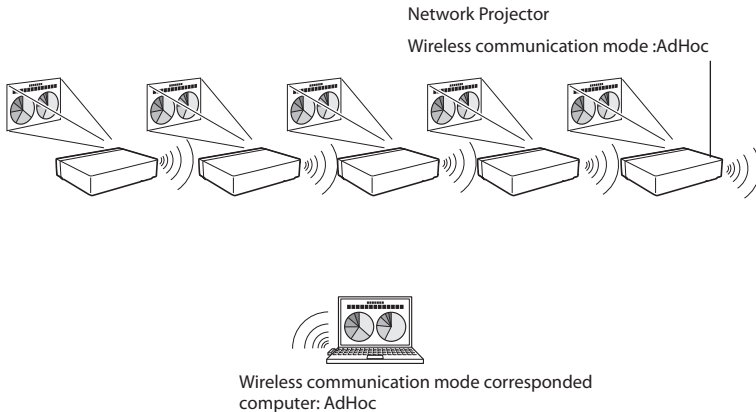 Network Projector
Wireless communication mode :AdHoc
Wireless communication mode corresponded
computer: AdHoc